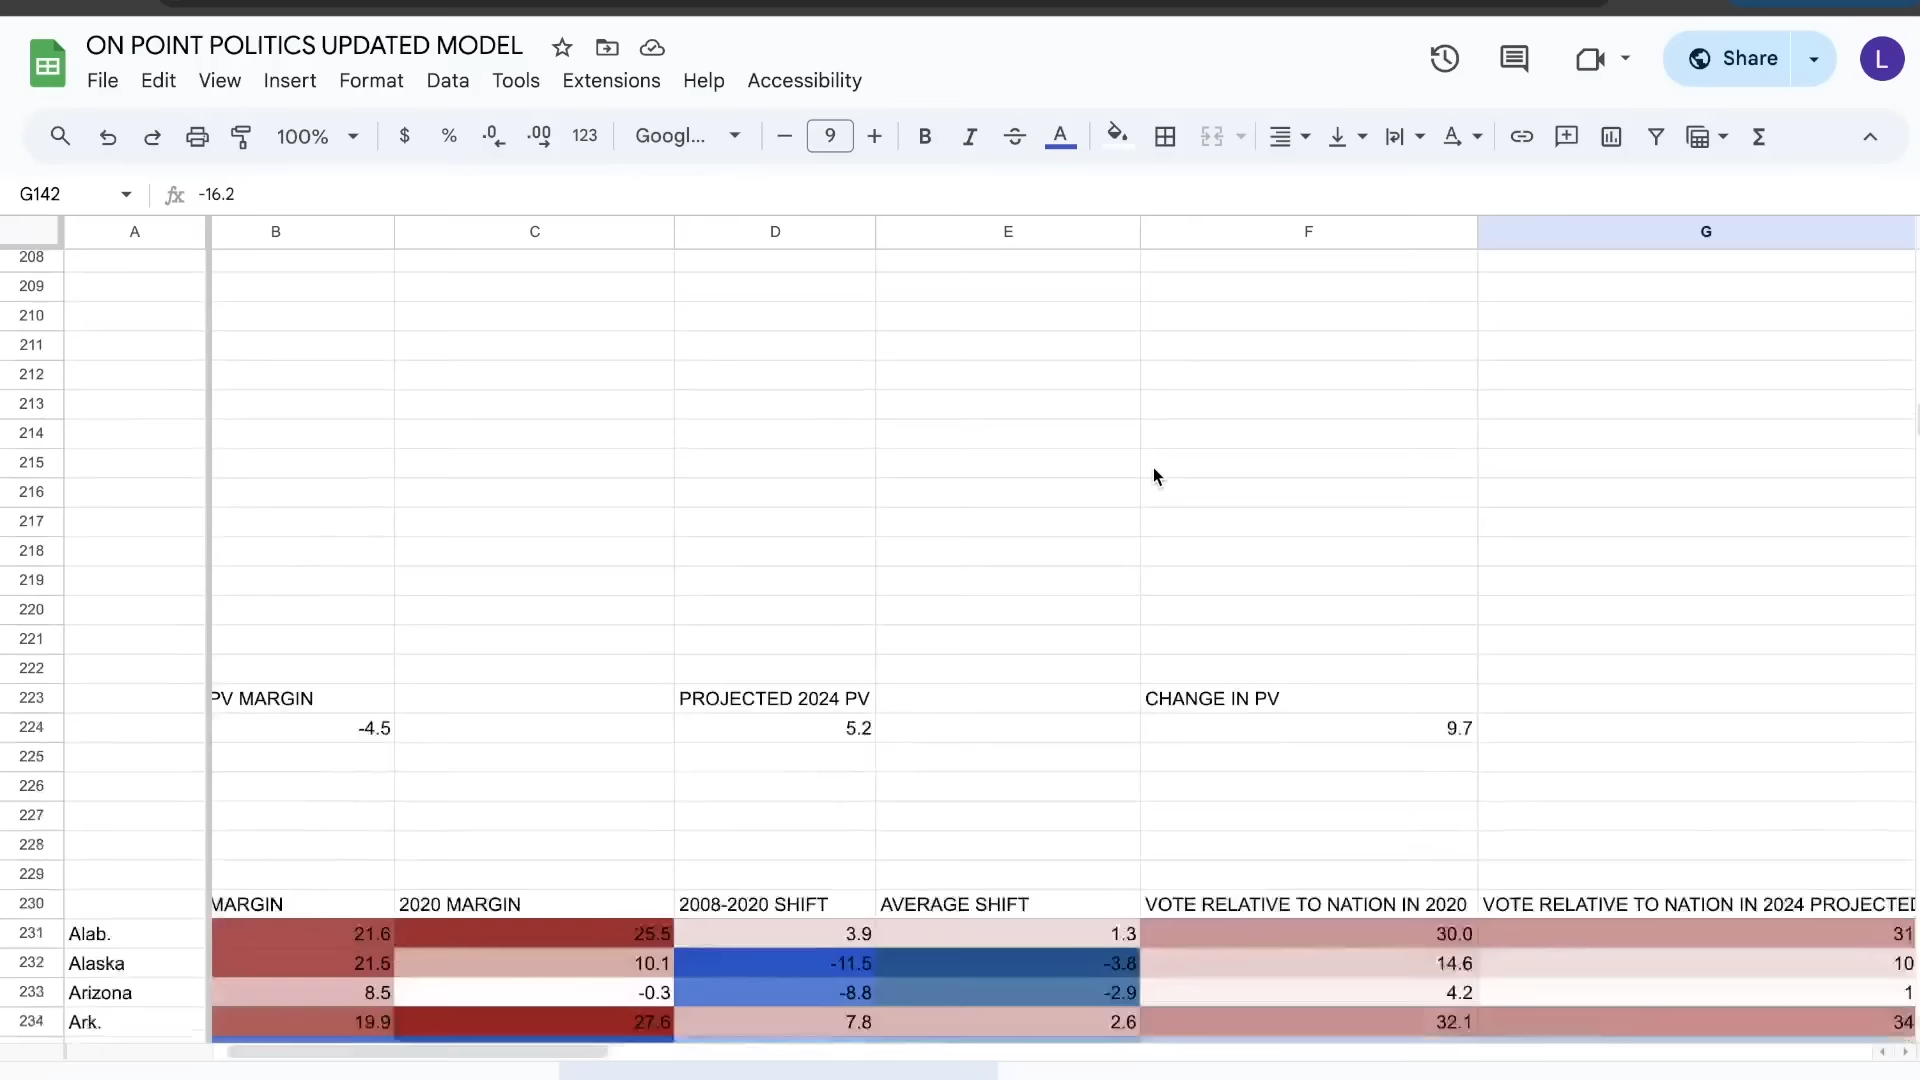 ON POINT POLITICS UPDATED MODEL
File Edit View Insert Format Data Tools Extensions Help Accessibility
Share
L
100% $ % .0 .00 123 Googl... 9 B I A A
G142 fx -16.2
A B C D E F G
208
209
210
211
212
213
214
215
216
217
218
219
220
221
222
223 PV MARGIN PROJECTED 2024 PV CHANGE IN PV
224 -4.5 5.2 9.7
225
226
227
228
229
230 MARGIN 2020 MARGIN 2008-2020 SHIFT AVERAGE SHIFT VOTE RELATIVE TO NATION IN 2020 VOTE RELATIVE TO NATION IN 2024 PROJECTED
231 Alab. 21.6 25.5 3.9 1.3 30.0 31
232 Alaska 21.5 10.1 -11.5 -3.8 14.6 10
233 Arizona 8.5 -0.3 -8.8 -2.9 4.2 1
234 Ark. 19.9 27.6 7.8 2.6 32.1 34